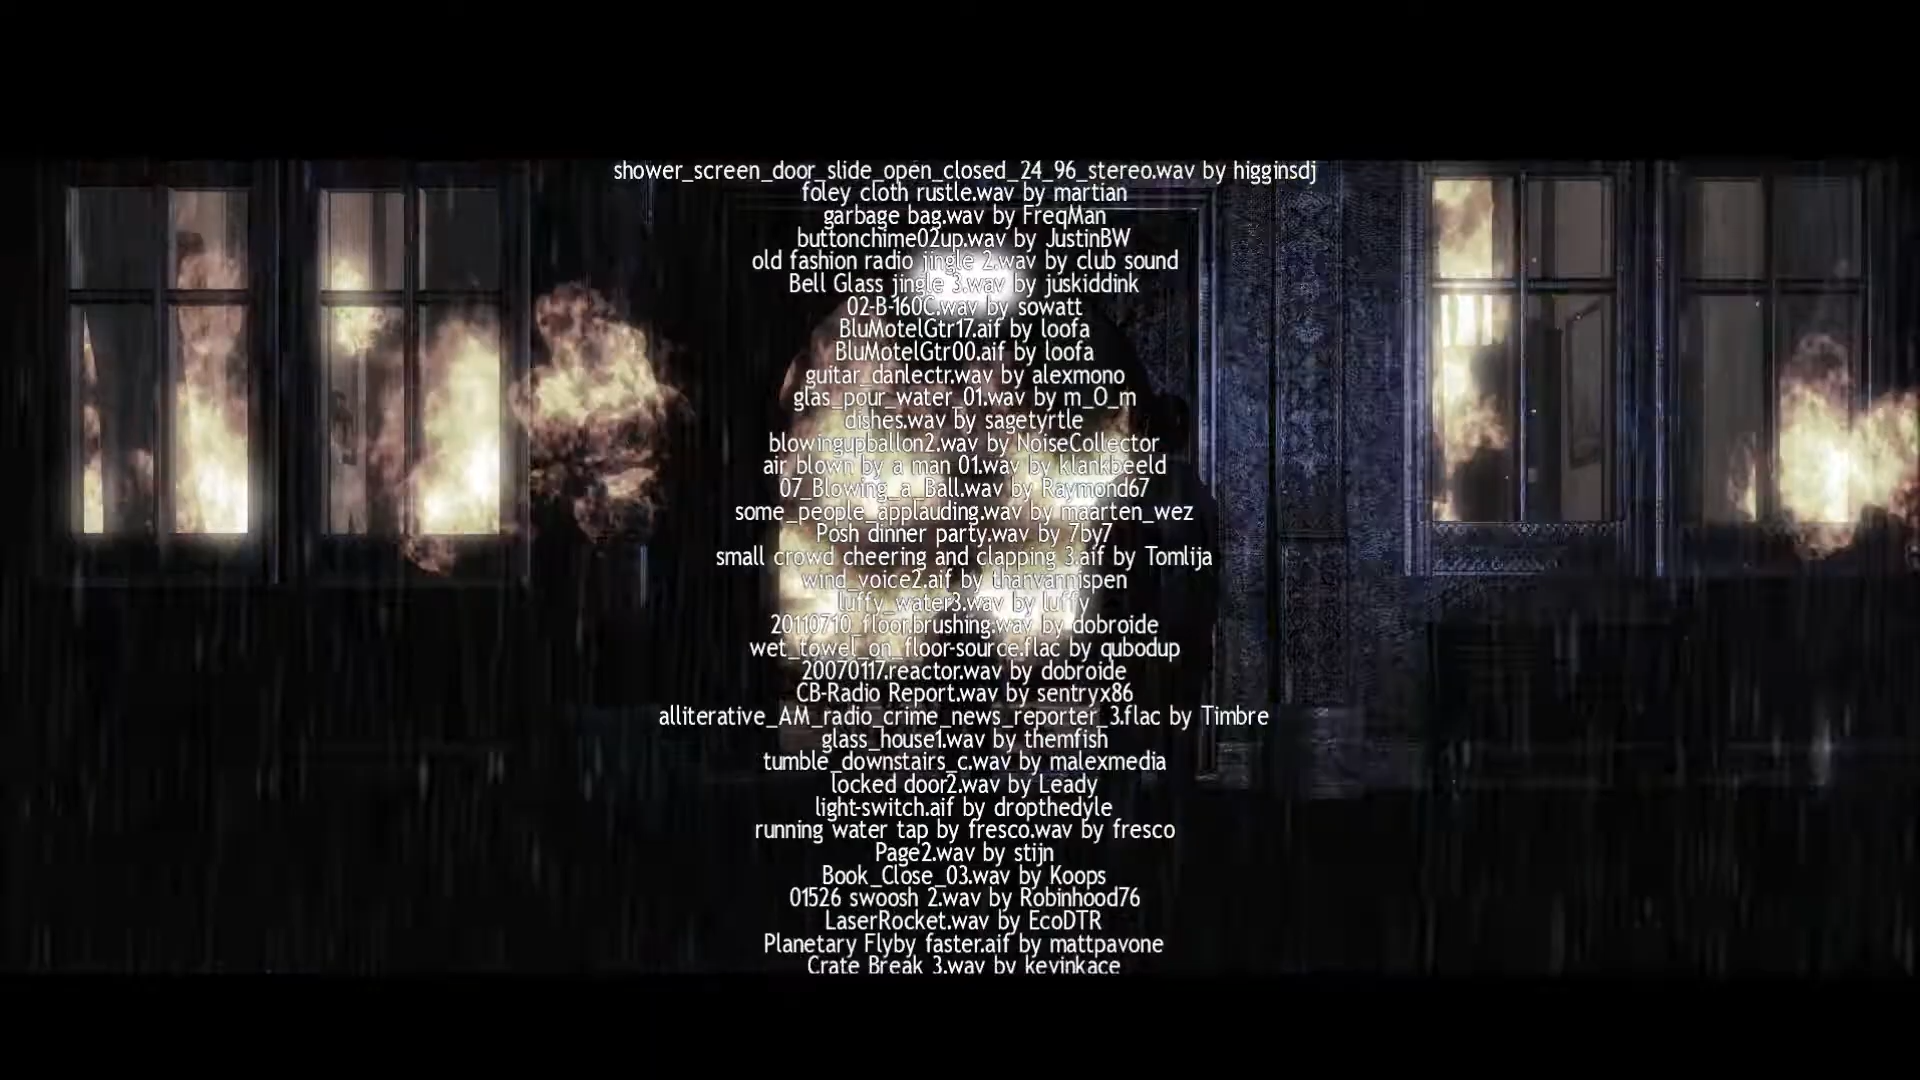 shower_screen_door_slide_open_closed_24_96_stereo.wav by higginsdj
foley cloth rustle.wav by martian
garbage bag.wav by FreqMan
buttonchime02up.wav by JustinBW
old fashion radio jingle 2.wav by club sound
Bell Glass jingle 3.wav by juskiddink
02-B-160C.wav by sowatt
BluMotelGtr17.aif by loofa
BluMotelGtr00.aif by loofa
guitar_danlectr.wav by alexmono
glas_pour_water_01.wav by m_O_m
dishes.wav by sagetyrtle
blowingupballon2.wav by NoiseCollector
air blown by a man 01.wav by klankbeeld
07_Blowing_a_Ball.wav by Raymond67
some_people_applauding.wav by maarten_wez
Posh dinner party.wav by 7by7
small crowd cheering and clapping 3.aif by Tomlija
wind_voice2.aif by thanvannispen
luffy_water3.wav by luffy
20110710_floor.brushing.wav by dobroide
wet_towel_on_floor-source.flac by qubodup
20070117.reactor.wav by dobroide
CB-Radio Report.wav by sentryx86
alliterative_AM_radio_crime_news_reporter_3.flac by Timbre
glass_house1.wav by themfish
tumble_downstairs_c.wav by malexmedia
locked door2.wav by Leady
light-switch.aif by dropthedyle
running water tap by fresco.wav by fresco
Page2.wav by stijn
Book_Close_03.wav by Koops
01526 swoosh 2.wav by Robinhood76
LaserRocket.wav by EcoDTR
Planetary Flyby faster.aif by mattpavone
Crate Break 3.wav by kevinkace